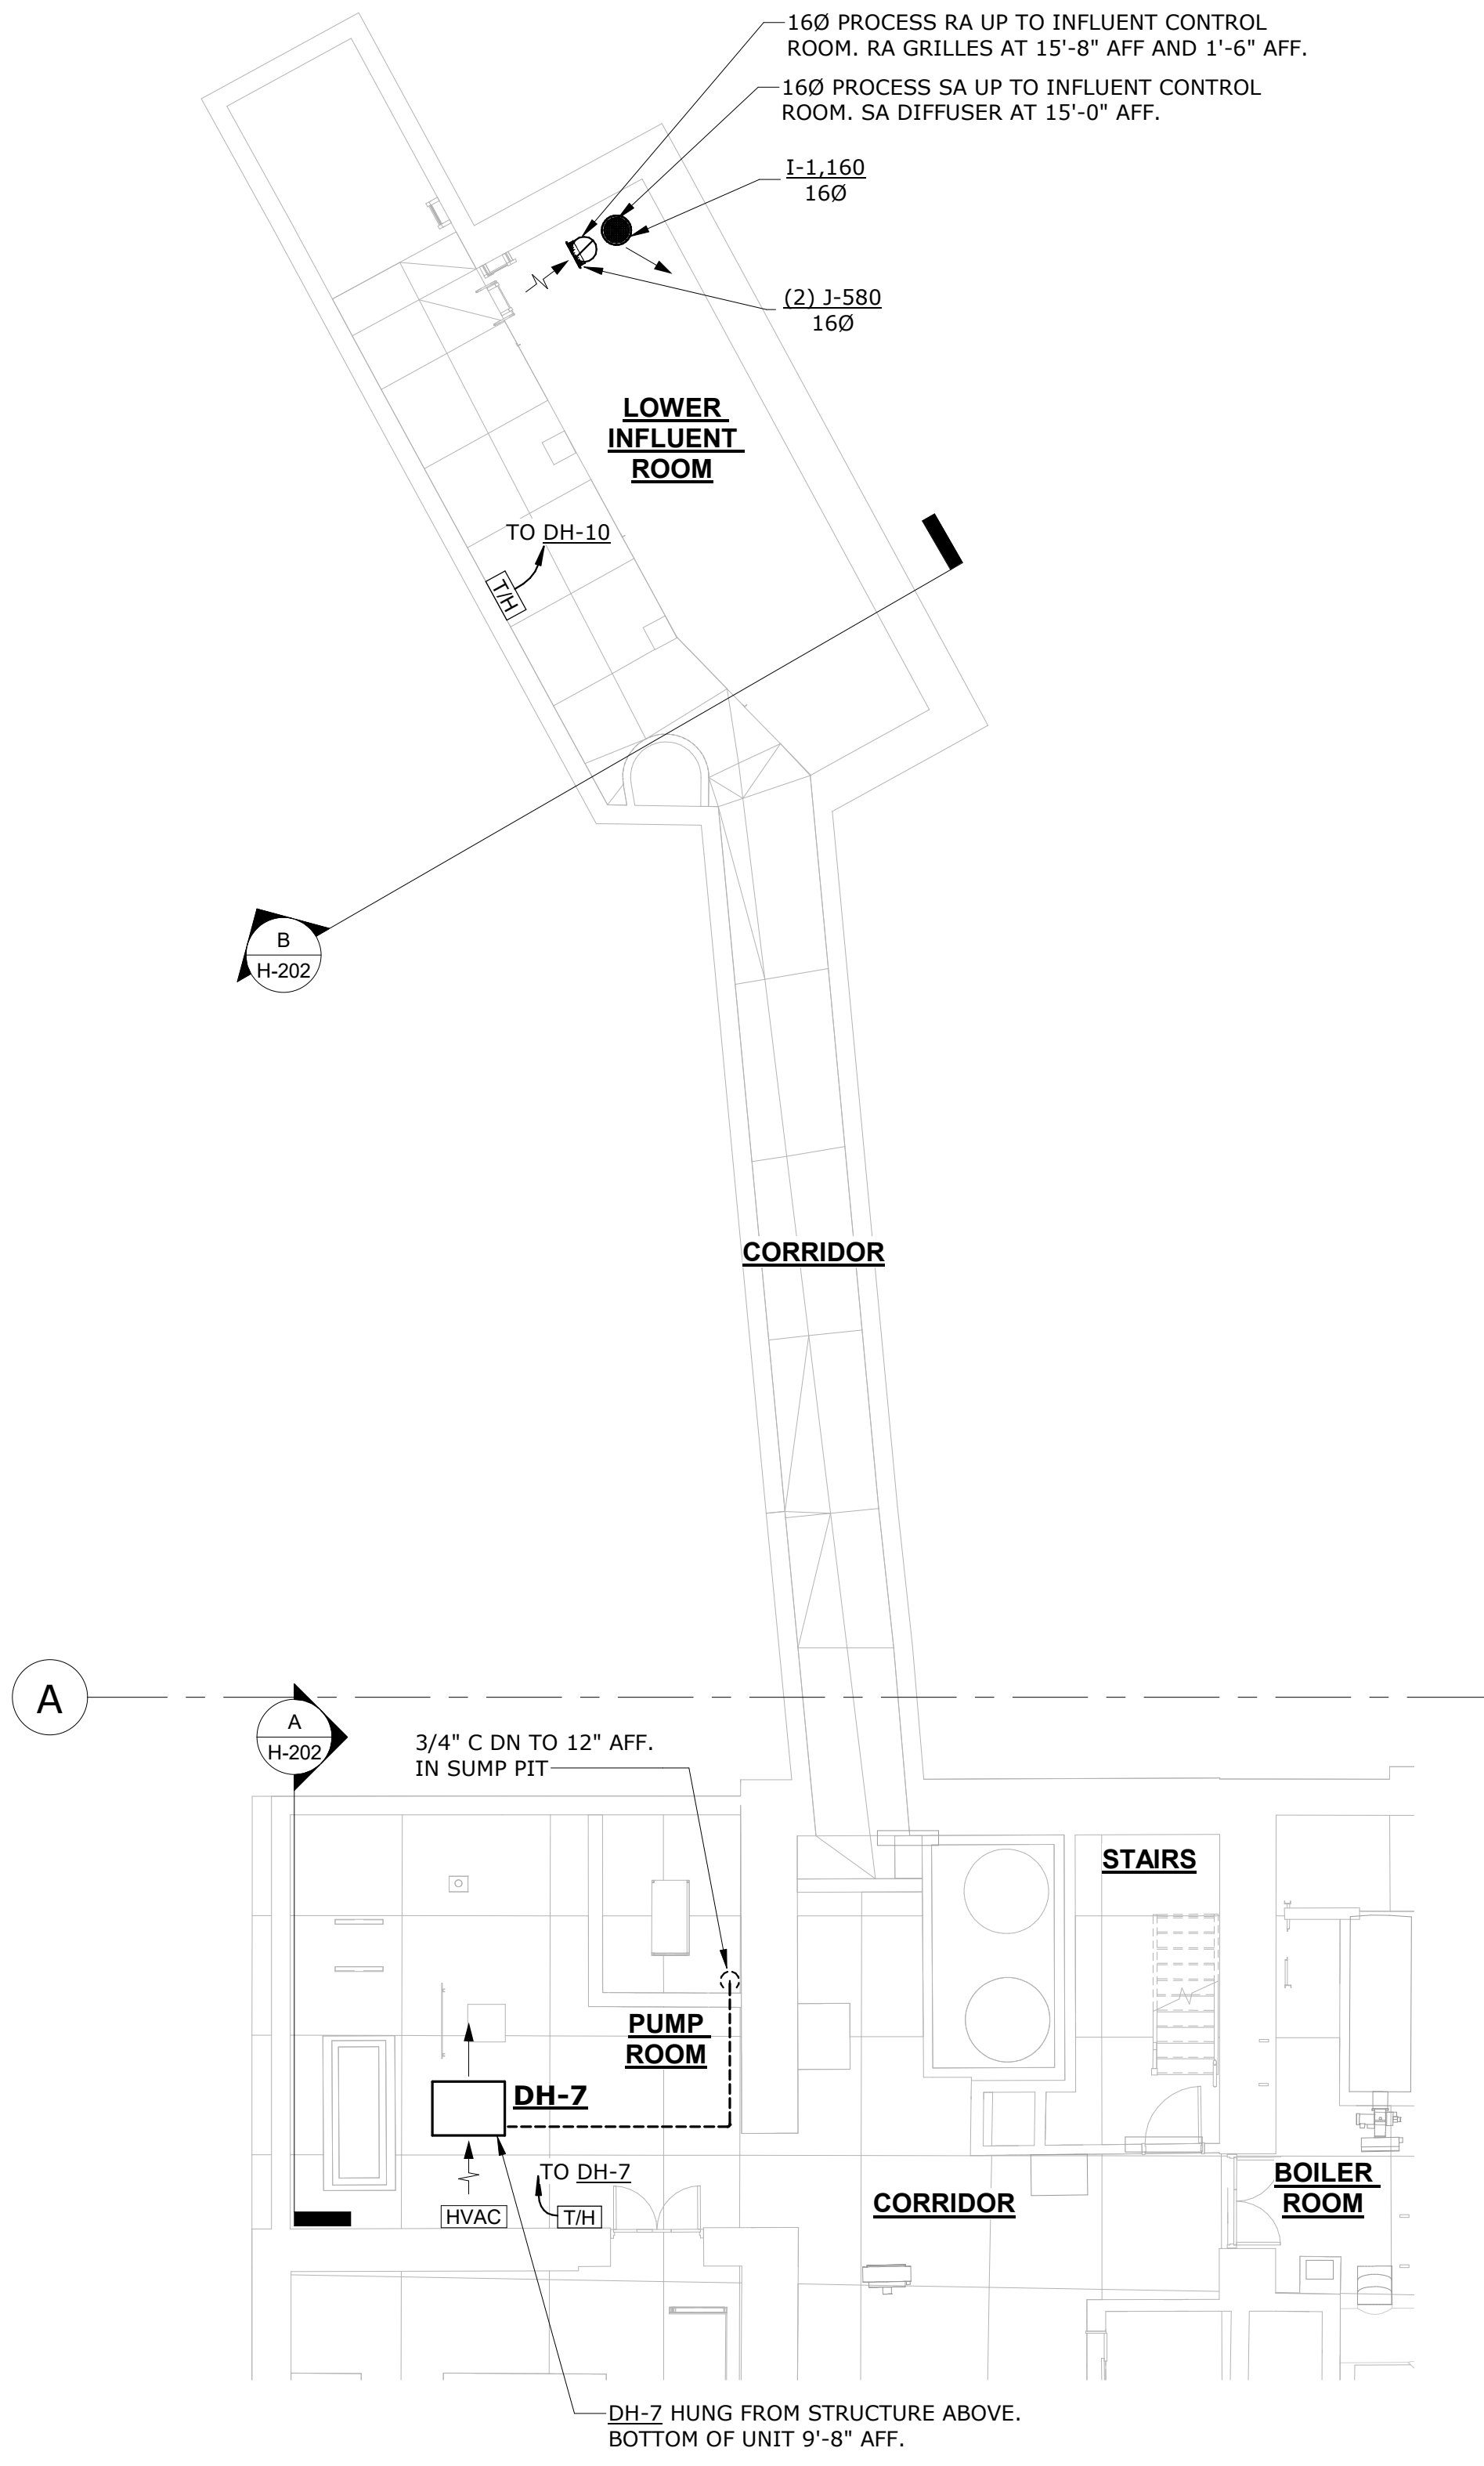 16Ø PROCESS RA UP TO INFLUENT CONTROL
ROOM. RA GRILLES AT 15'-8" AFF AND 1'-6" AFF.
16Ø PROCESS SA UP TO INFLUENT CONTROL
ROOM. SA DIFFUSER AT 15'-0" AFF.
I-1,160
16Ø
(2) J-580
16Ø
LOWER
INFLUENT
ROOM
TO DH-10
T/H
B
H-202
CORRIDOR
A
A
H-202
3/4" C DN TO 12" AFF.
IN SUMP PIT
STAIRS
PUMP
ROOM
DH-7
TO DH-7
HVAC
T/H
CORRIDOR
BOILER
ROOM
DH-7 HUNG FROM STRUCTURE ABOVE.
BOTTOM OF UNIT 9'-8" AFF.